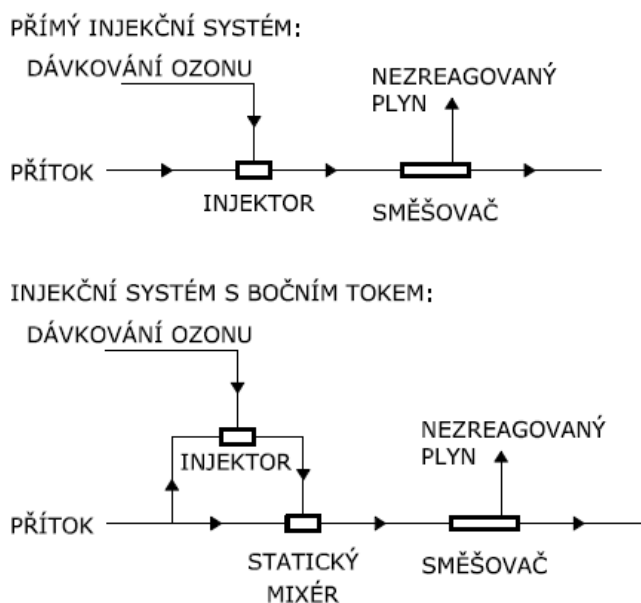 PŘÍMÝ INJEKČNÍ SYSTÉM:
DÁVKOVÁNÍ OZONU
NEZREAGOVANÝ
PLYN
PŘÍTOK
INJEKTOR
SMĚŠOVAČ
INJEKČNÍ SYSTÉM S BOČNÍM TOKEM:
DÁVKOVÁNÍ OZONU
NEZREAGOVANÝ
PLYN
INJEKTOR
PŘÍTOK
STATICKÝ
MIXÉR
SMĚŠOVAČ